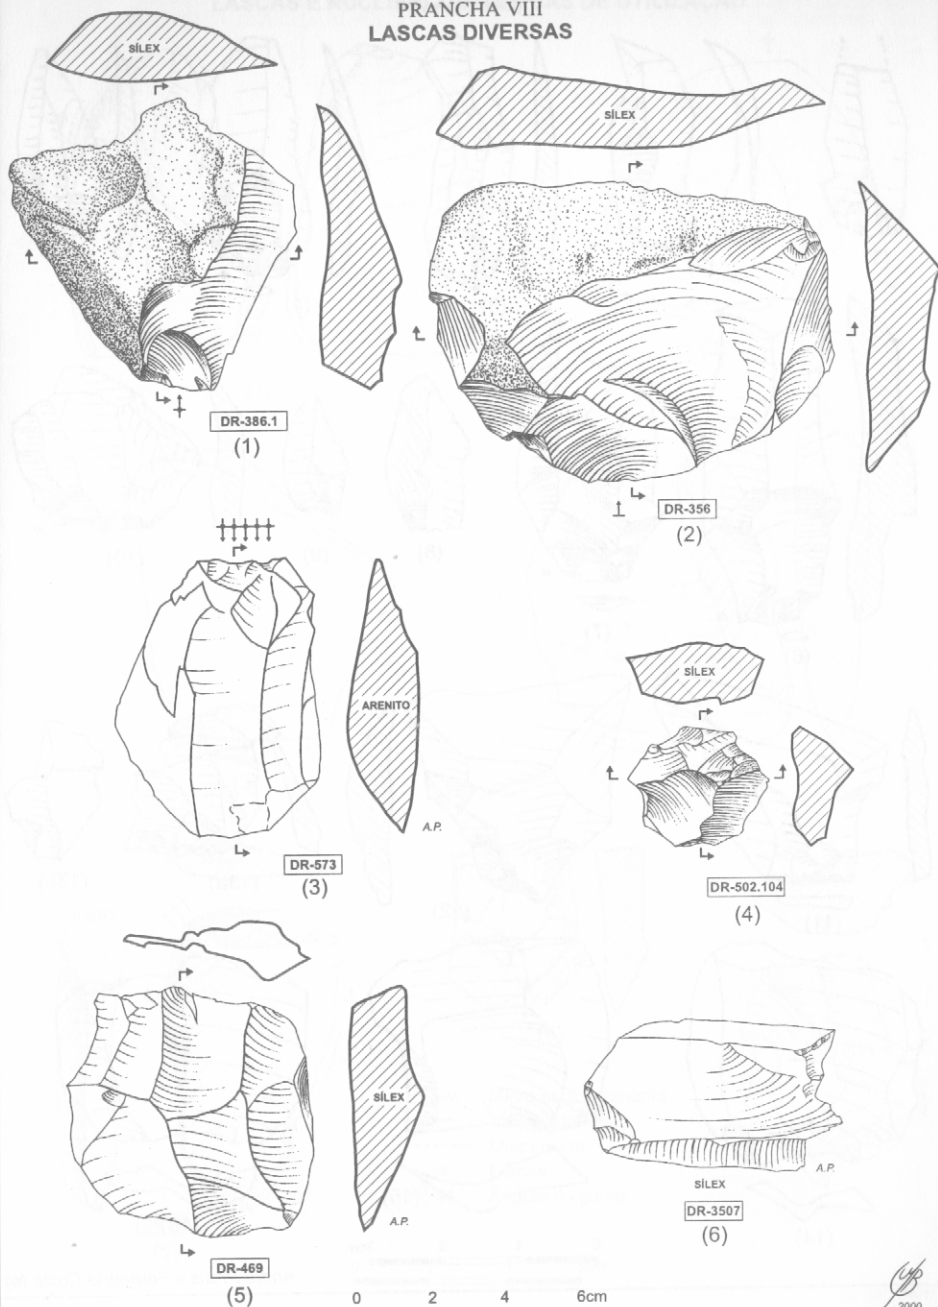 PRANCHA VIII
LASCAS DIVERSAS
SÍLEX
DR-386.1
(1)
SÍLEX
DR-356
(2)
ARENITO
A.P.
DR-573
(3)
SÍLEX
DR-502.104
(4)
SÍLEX
A.P.
DR-469
(5)
A.P.
SÍLEX
DR-3507
(6)
0 2 4 6cm
2000